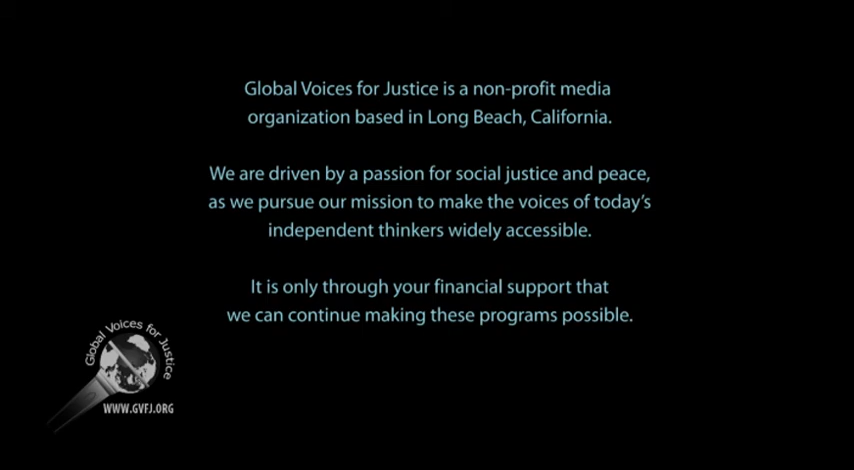 Global Voices for Justice is a non-profit media
organization based in Long Beach, California.
We are driven by a passion for social justice and peace,
as we pursue our mission to make the voices of today's
independent thinkers widely accessible.
It is only through your financial support that
we can continue making these programs possible.
Global Voices for Justice
WWW.GVFJ.ORG